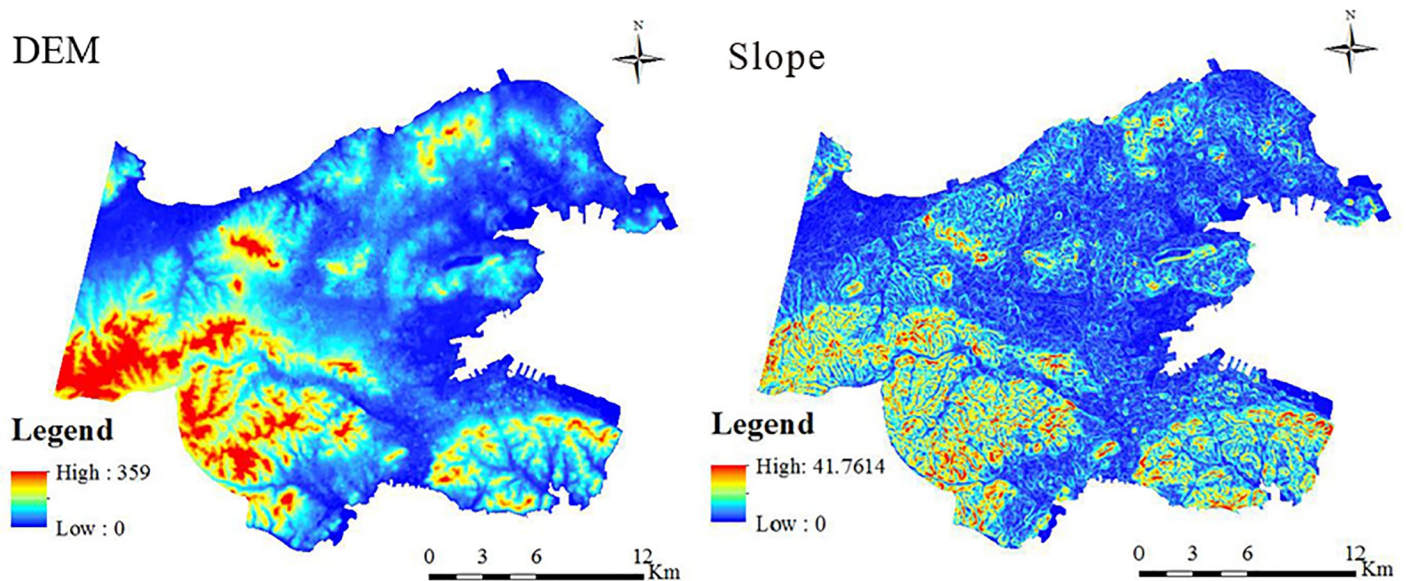 DEM
N
Legend
High : 359
Low : 0
0 3 6 12
Km
Slope
N
Legend
High: 41.7614
Low : 0
0 3 6 12
Km